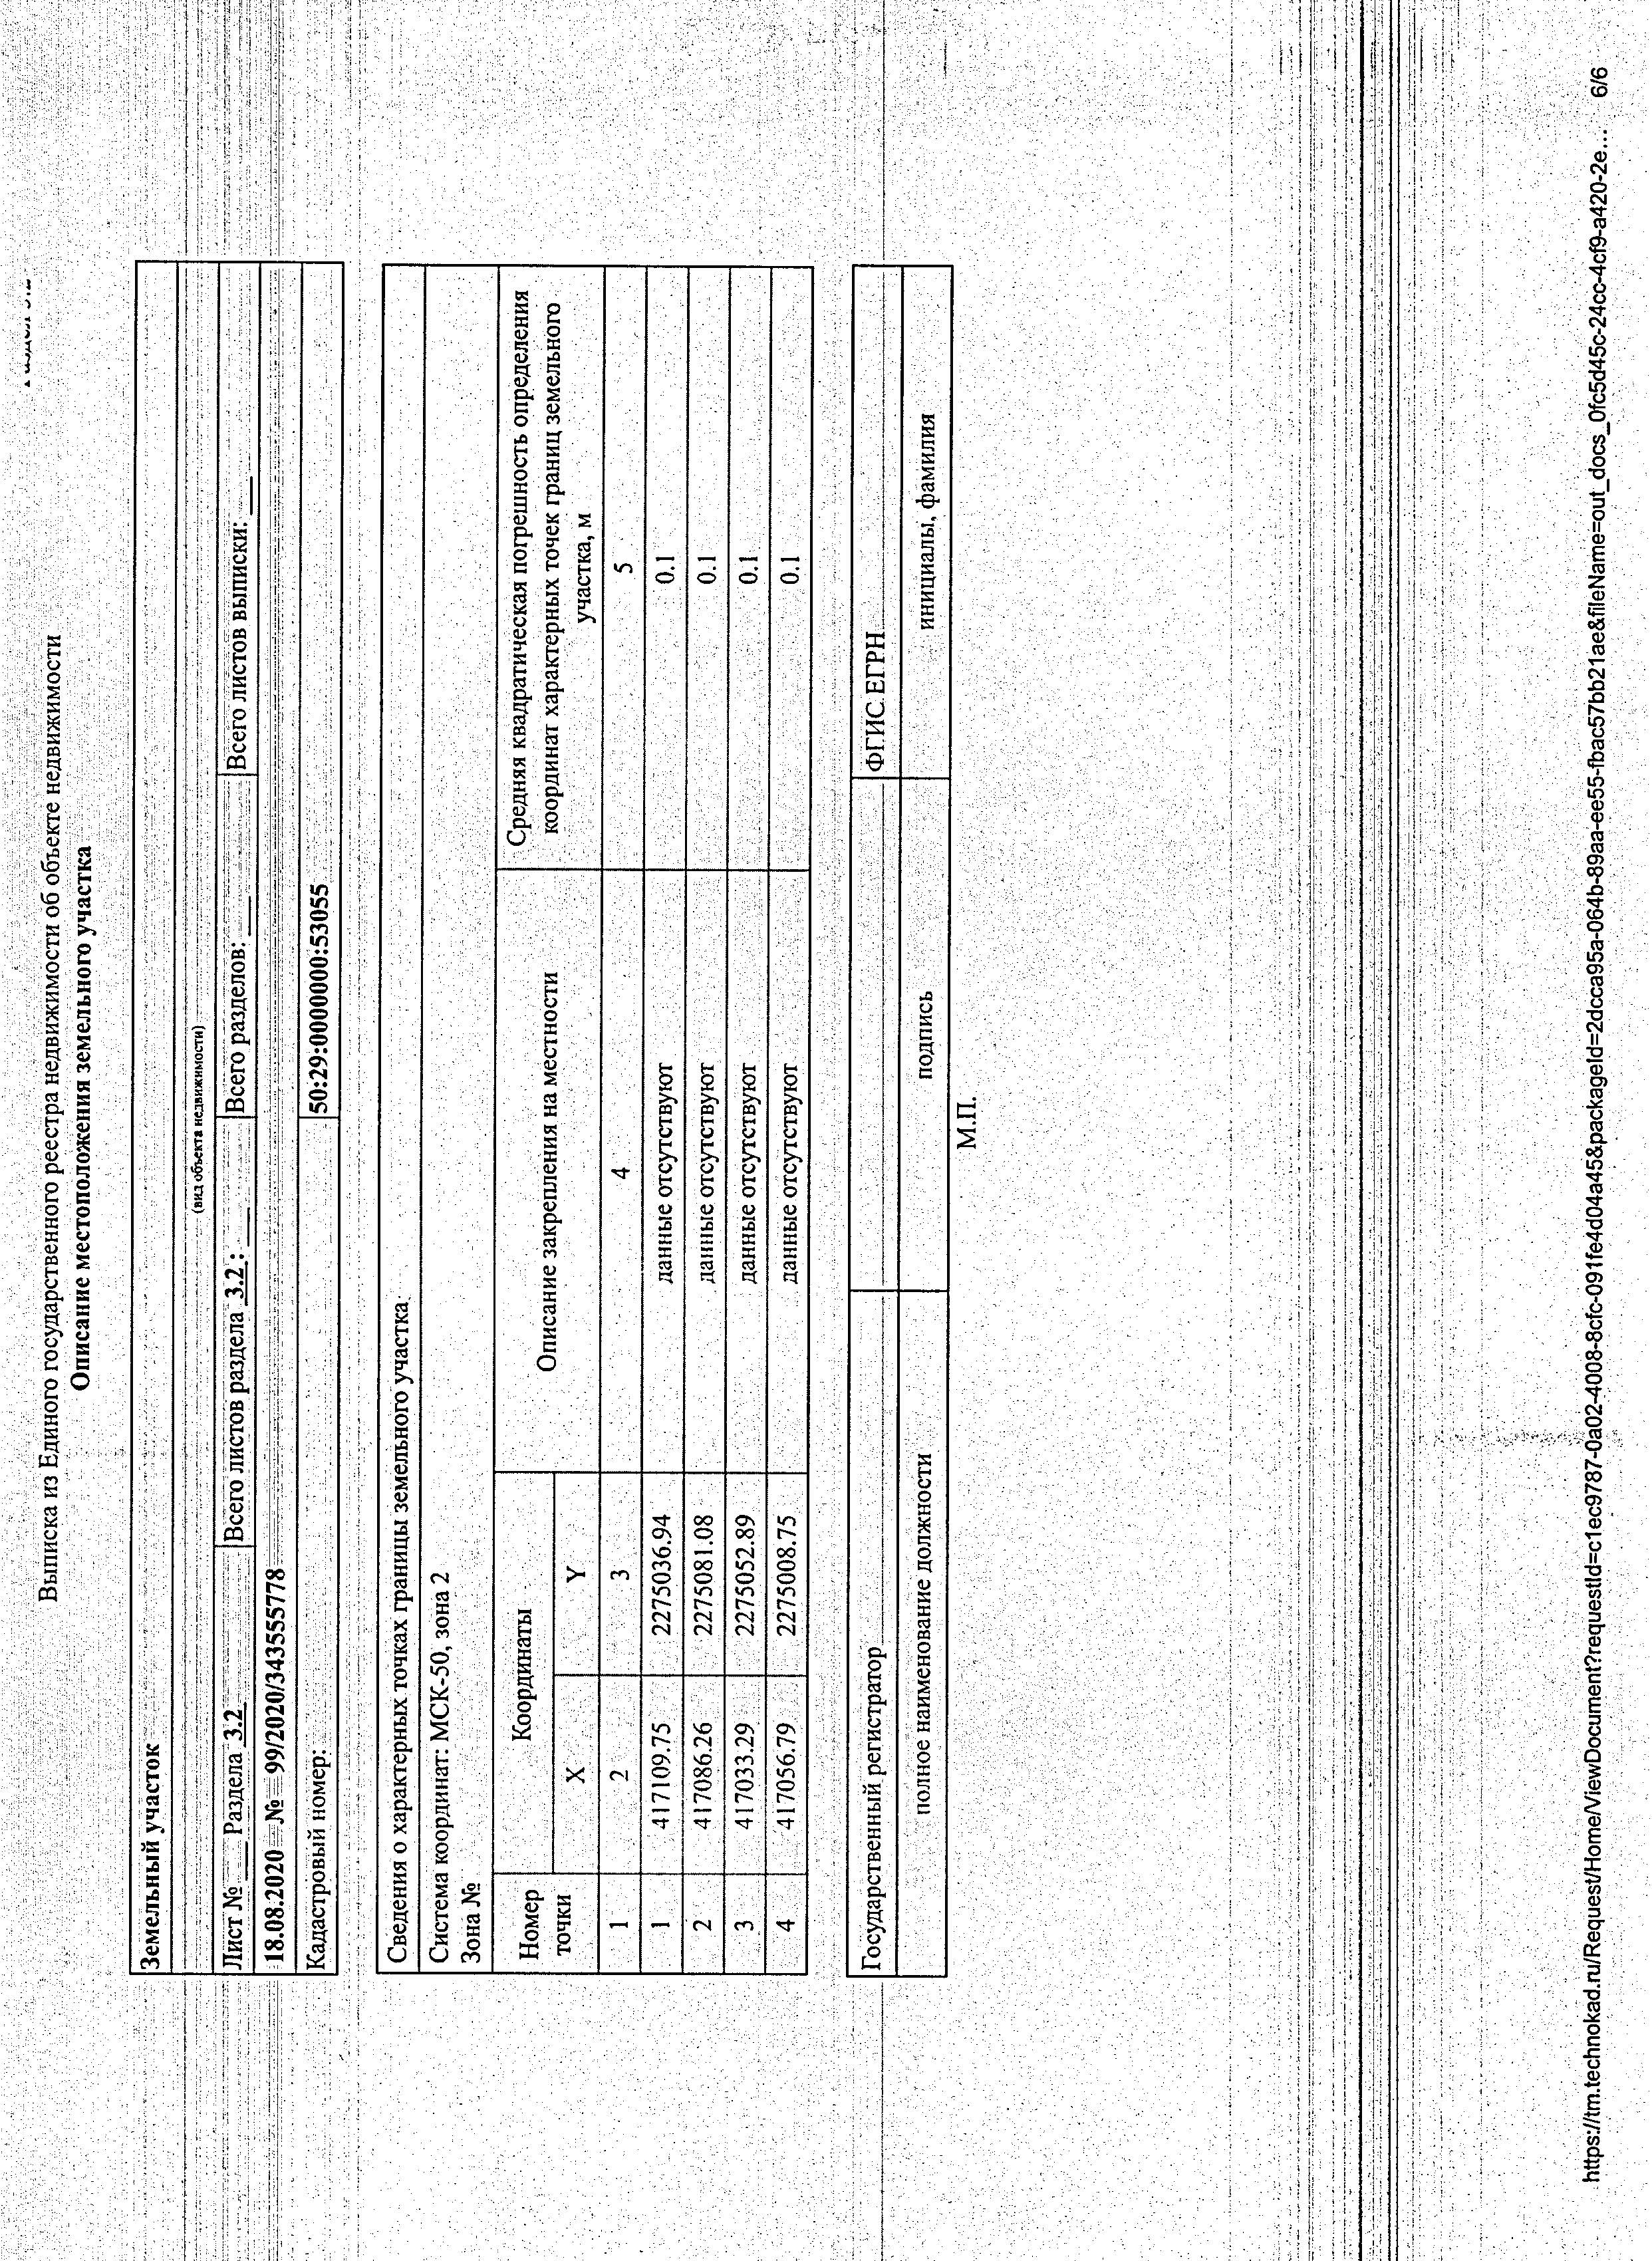 Выписка из Единого государственного реестра недвижимости об объекте недвижимости
Описание местоположения земельного участка
Земельный участок
(вид объекта недвижимости)
Лист № ___ Раздела 3.2 Всего листов раздела 3.2 : ___ Всего разделов: ___ Всего листов выписки: ___
18.08.2020 № 99/2020/343555778
Кадастровый номер: 50:29:0000000:53055
Сведения о характерных точках границы земельного участка
Система координат: МСК-50, зона 2
Зона №
Номер точки Координаты Описание закрепления на местности Средняя квадратическая погрешность определения координат характерных точек границ земельного участка, м
X Y
1 2 3 4 5
1 417109.75 2275036.94 данные отсутствуют 0.1
2 417086.26 2275081.08 данные отсутствуют 0.1
3 417033.29 2275052.89 данные отсутствуют 0.1
4 417056.79 2275008.75 данные отсутствуют 0.1
Государственный регистратор ФГИС ЕГРН
полное наименование должности подпись инициалы, фамилия
М.П.
https://tm.technokad.ru/Request/Home/ViewDocument?requestId=c1ec9787-0a02-4008-8cfc-091fe4d04a45&packageId=2dcca95a-064b-89aa-ee55-fbac57bb21ae&fileName=out_docs_0fc5d45c-24cc-4cf9-a420-2e... 6/6